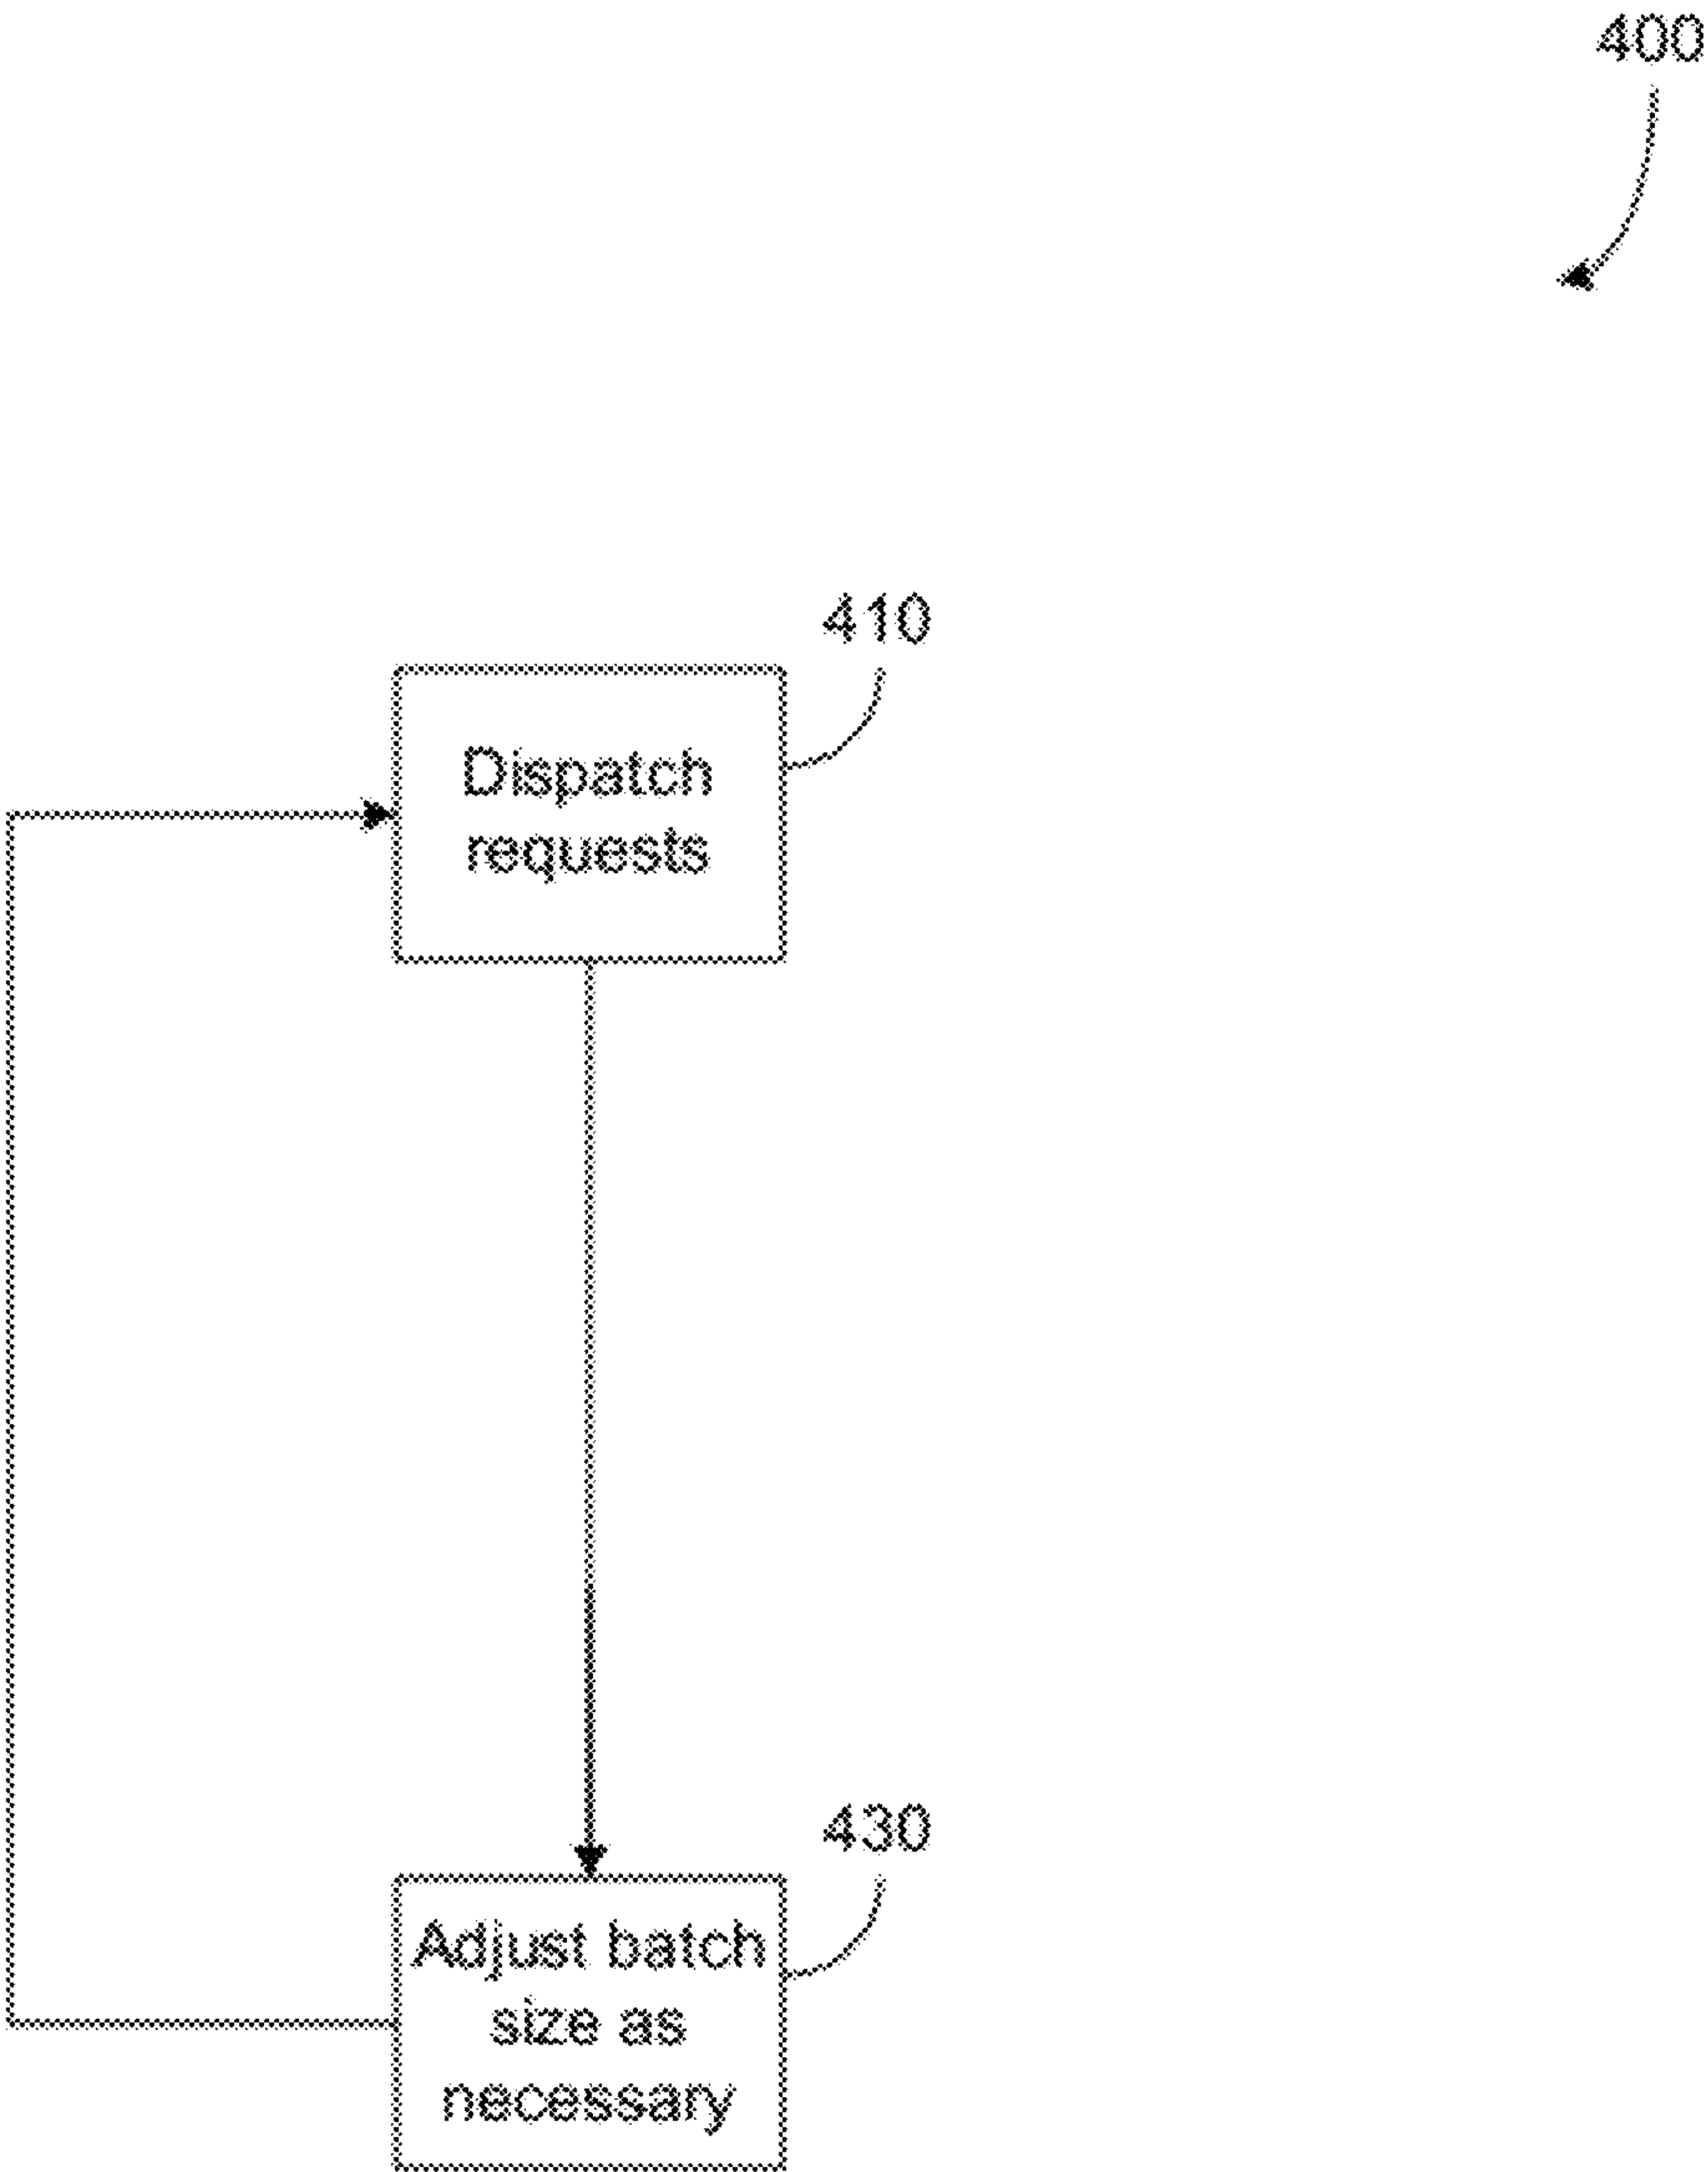 400
410
Dispatch
requests
430
Adjust batch
size as
necessary